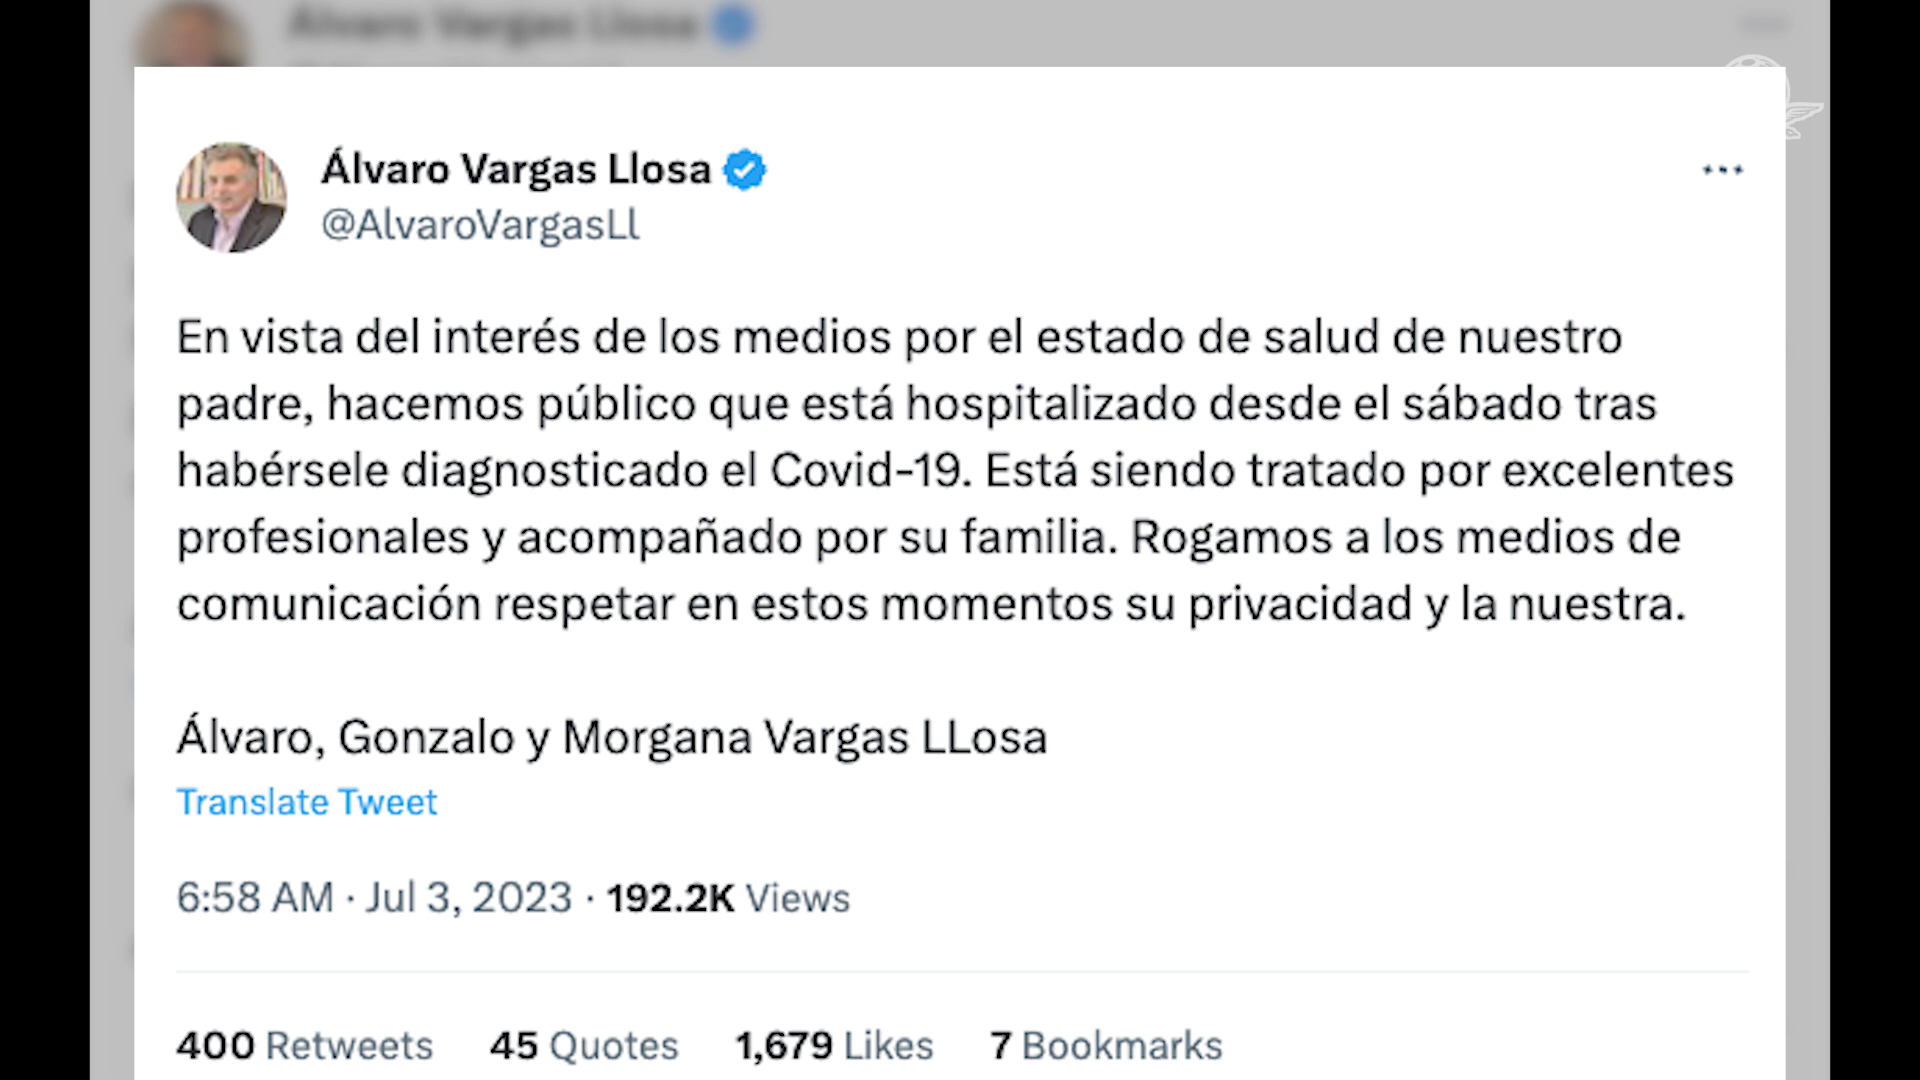 Álvaro Vargas Llosa
Álvaro Vargas Llosa
@AlvaroVargasLl
En vista del interés de los medios por el estado de salud de nuestro
padre, hacemos público que está hospitalizado desde el sábado tras
habérsele diagnosticado el Covid-19. Está siendo tratado por excelentes
profesionales y acompañado por su familia. Rogamos a los medios de
comunicación respetar en estos momentos su privacidad y la nuestra.
Álvaro, Gonzalo y Morgana Vargas LLosa
Translate Tweet
6:58 AM · Jul 3, 2023 · 192.2K Views
400 Retweets 45 Quotes 1,679 Likes 7 Bookmarks